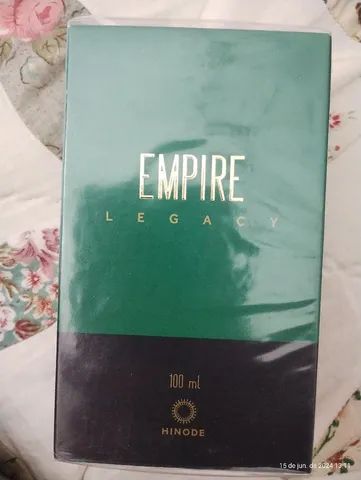 EMPIRE
LEGACY
100 ml
HINODE
15 de jun. de 2024 13:11